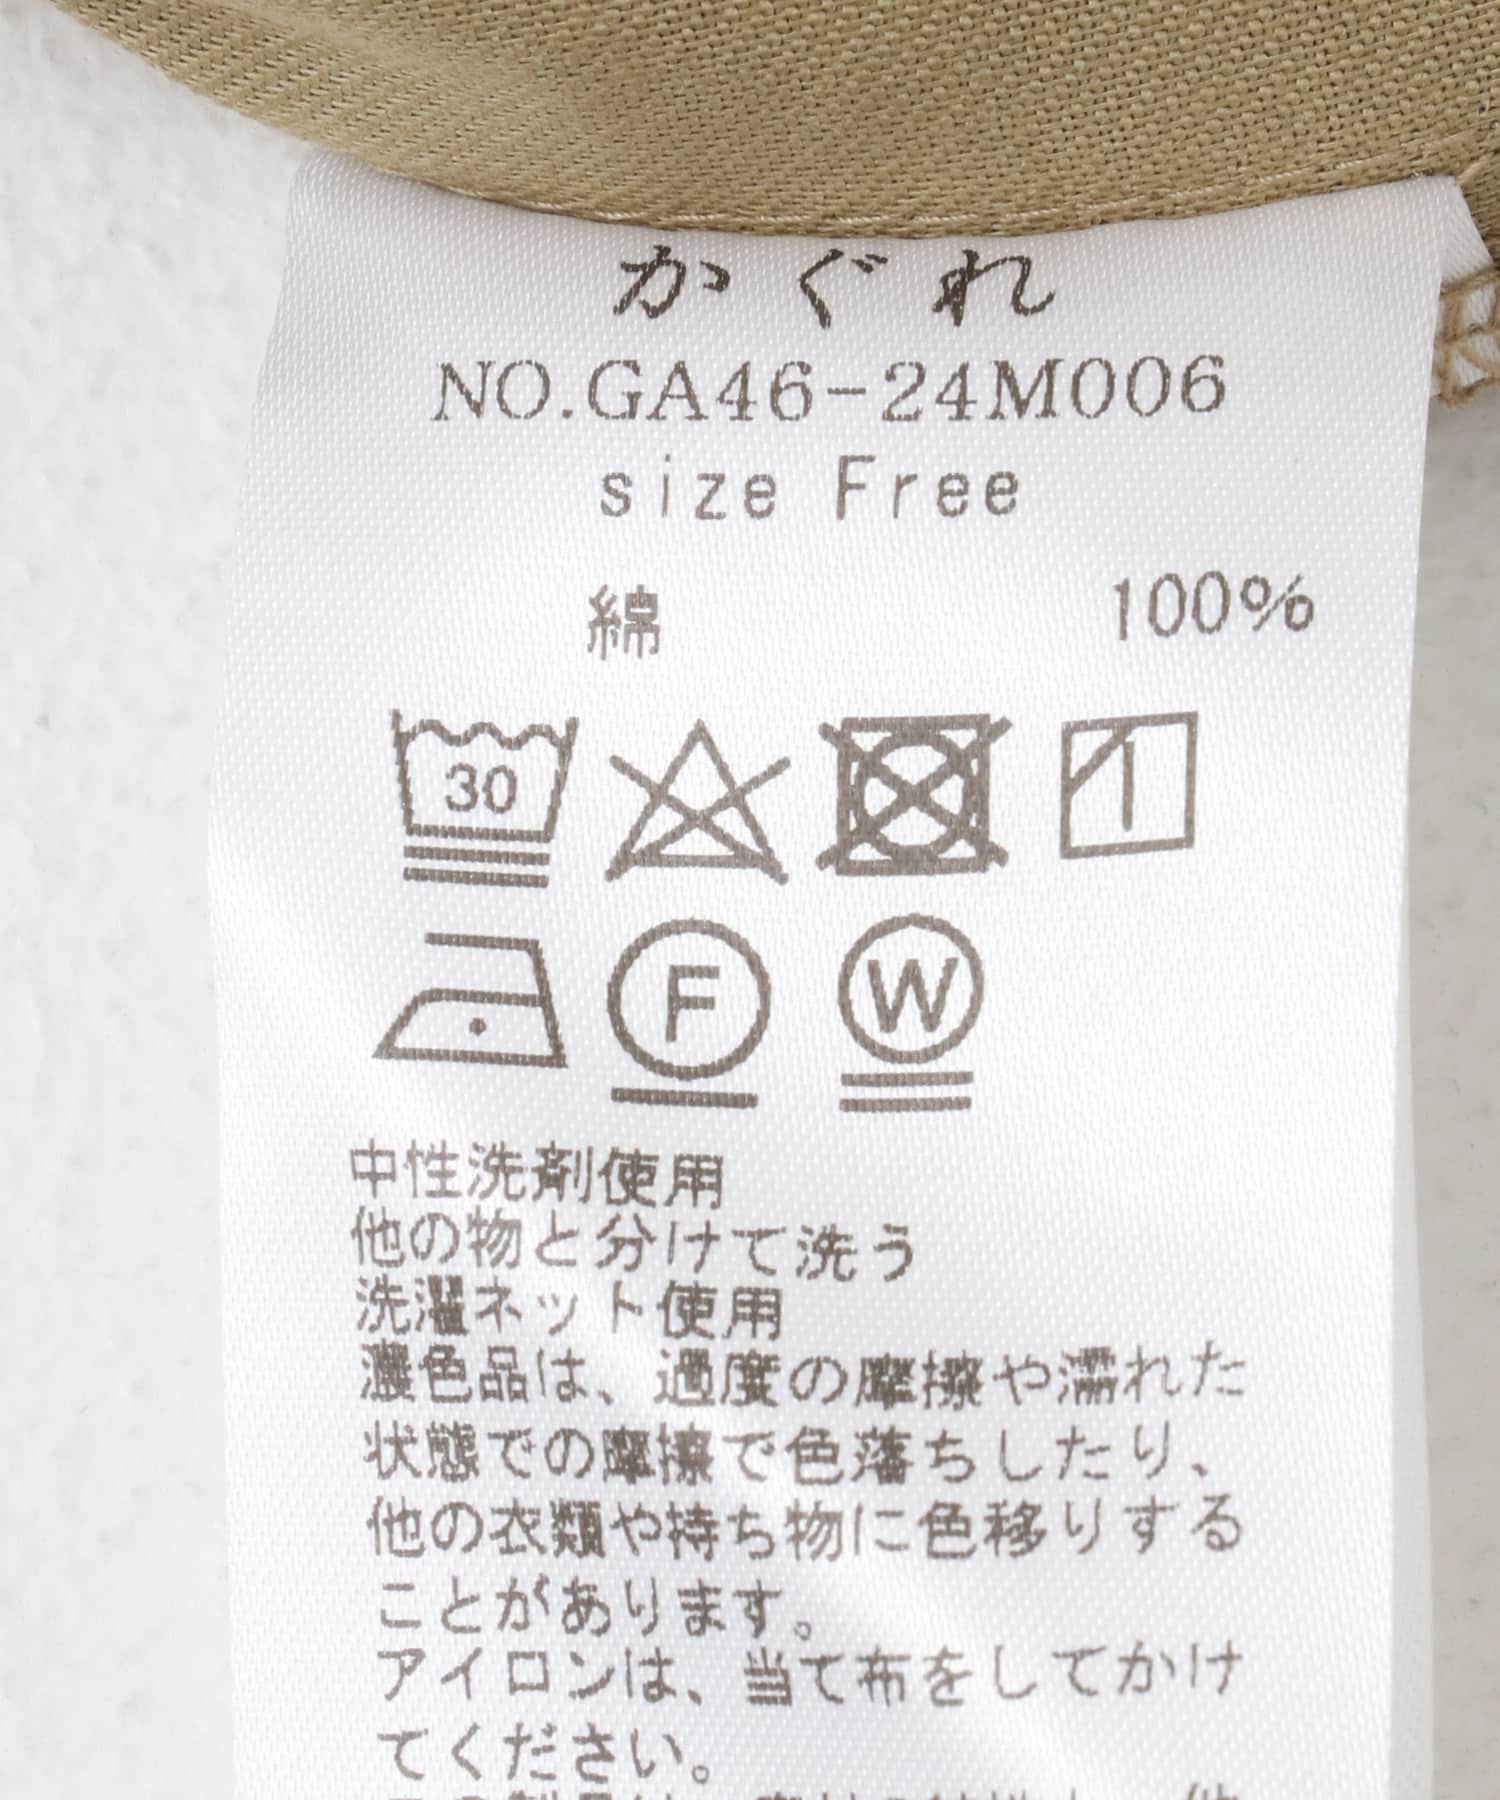 かぐれ
NO.GA46-24M006
size Free
綿 100%
30
F W
中性洗剤使用
他の物と分けて洗う
洗濯ネット使用
濃色品は、過度の摩擦や濡れた
状態での摩擦で色落ちしたり、
他の衣類や持ち物に色移りする
ことがあります。
アイロンは、当て布をしてかけ
てください。